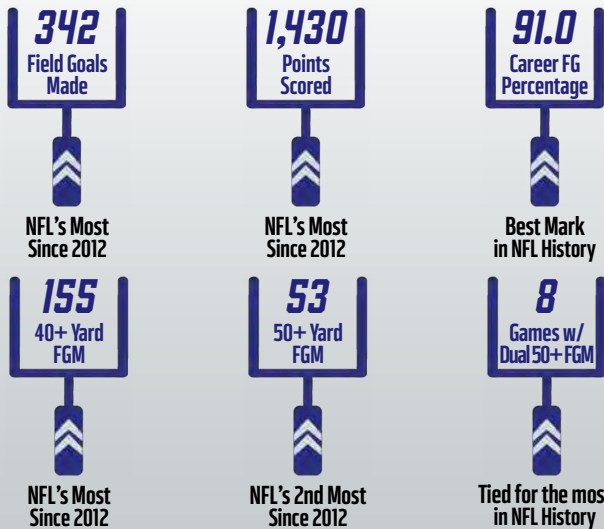 342
Field Goals
Made
NFL's Most
Since 2012
1,430
Points
Scored
NFL's Most
Since 2012
91.0
Career FG
Percentage
Best Mark
in NFL History
155
40+ Yard
FGM
NFL's Most
Since 2012
53
50+ Yard
FGM
NFL's 2nd Most
Since 2012
8
Games w/
Dual 50+ FGM
Tied for the mos
in NFL History